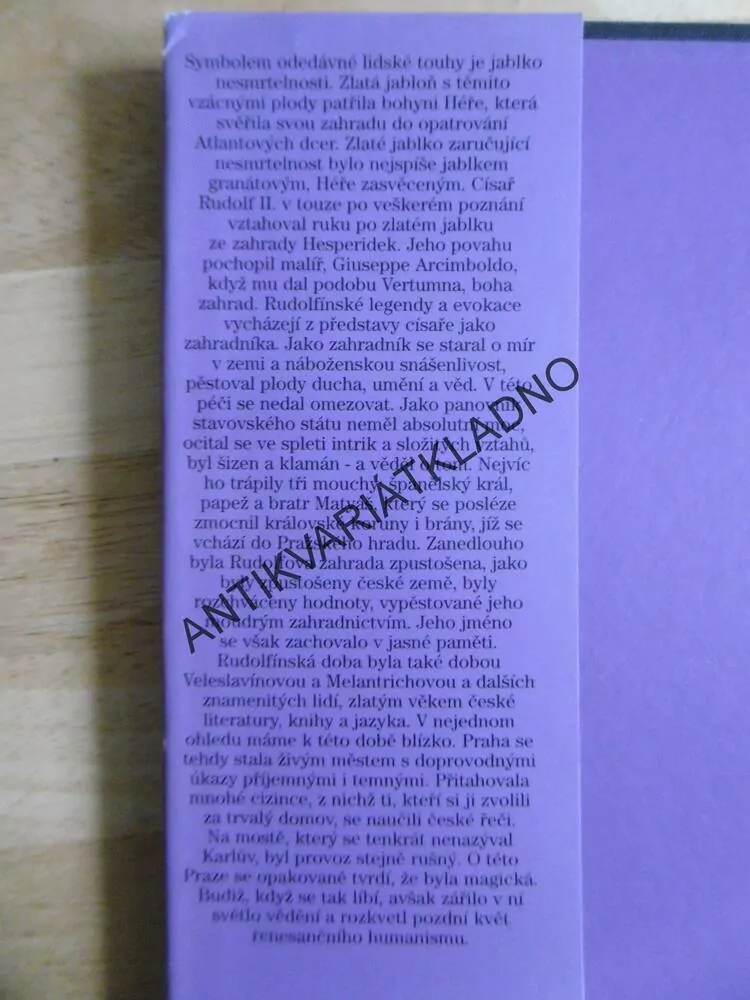 Symbolem odedávné lidské touhy je jablko
nesmrtelnosti. Zlatá jabloň s těmito
vzácnými plody patřila bohyni Héře, která
svěřila svou zahradu do opatrování
Atlantových dcer. Zlaté jablko zaručující
nesmrtelnost bylo nejspíše jablkem
granátovým, Héře zasvěceným. Císař
Rudolf II. v touze po veškerém poznání
vztahoval ruku po zlatém jablku
ze zahrady Hesperidek. Jeho povahu
pochopil malíř, Giuseppe Arcimboldo,
když mu dal podobu Vertumna, boha
zahrad. Rudolfínské legendy a evokace
vycházejí z představy císaře jako
zahradníka. Jako zahradník se staral o mír
v zemi a náboženskou snášenlivost,
pěstoval plody ducha, umění a věd. V této
péči se nedal omezovat. Jako panovník
stavovského státu neměl absolutní moc,
ocital se ve spleti intrik a složitých vztahů,
byl šizen a klamán - a věděl o tom. Nejvíc
ho trápily tři mouchy, španělský král,
papež a bratr Matyáš, který se posléze
zmocnil královské koruny i brány, jíž se
vchází do Pražského hradu. Zanedlouho
byla Rudolfova zahrada zpustošena, jako
byly zpustošeny české země, byly
rozchváceny hodnoty, vypěstované jeho
moudrým zahradnictvím. Jeho jméno
se však zachovalo v jasné paměti.
Rudolfínská doba byla také dobou
Veleslavínovou a Melantrichovou a dalších
znamenitých lidí, zlatým věkem české
literatury, knihy a jazyka. V nejednom
ohledu máme k této době blízko. Praha se
tehdy stala živým městem s doprovodnými
úkazy příjemnými i temnými. Přitahovala
mnohé cizince, z nichž ti, kteří si ji zvolili
za trvalý domov, se naučili české řeči.
Na mostě, který se tenkrát nenazýval
Karlův, byl provoz stejně rušný. O této
Praze se opakovaně tvrdí, že byla magická.
Budiž, když se tak líbí, avšak zářilo v ní
světlo vědění a rozkvetl pozdní květ
renesančního humanismu.
ANTIKVARIÁTKLADNO